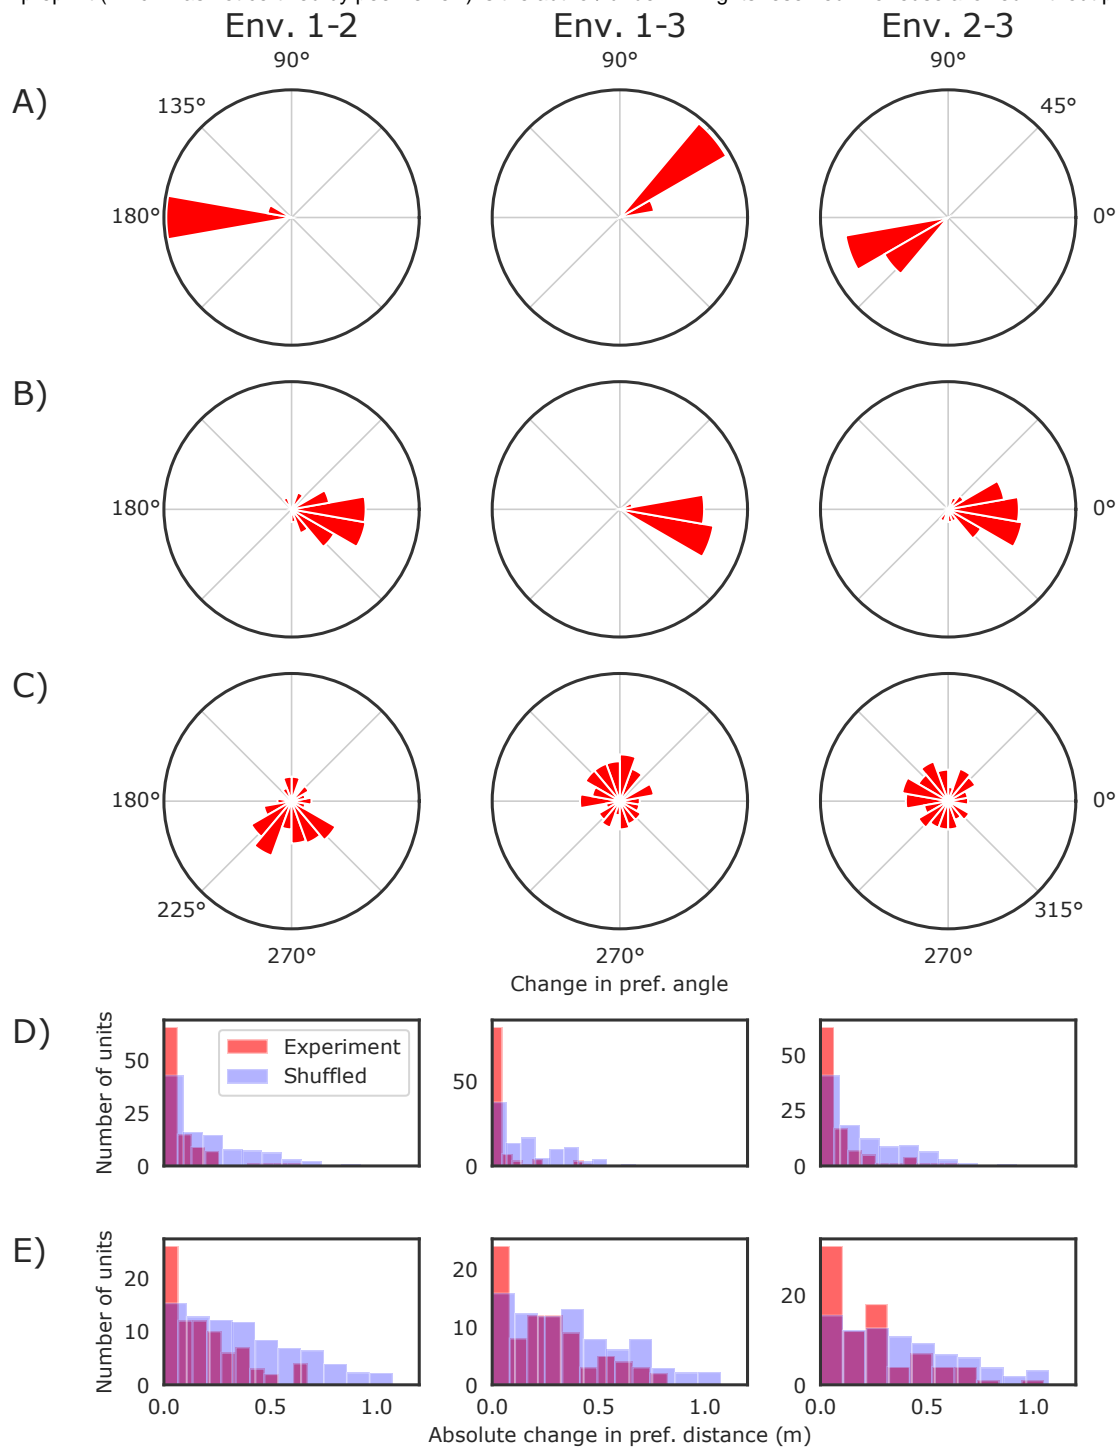 Env. 1-2 Env. 1-3 Env. 2-3
90° 90° 90°
A)
135° 45°
180° 0°
B)
180° 0°
C)
180° 0°
225° 315°
270° 270° 270°
Change in pref. angle
D)
Number of units
50
25
0
Experiment
Shuffled
50
0
50
25
0
E)
Number of units
20
10
0
20
10
0
20
0
0.0 0.5 1.0 0.0 0.5 1.0 0.0 0.5 1.0
Absolute change in pref. distance (m)